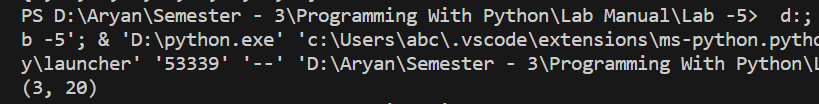 PS D:\Aryan\Semester - 3\Programming With Python\Lab Manual\Lab -5>  d:;
b -5'; & 'D:\python.exe' 'c:\Users\abc\.vscode\extensions\ms-python.pytho
y\launcher' '53339' '--' 'D:\Aryan\Semester - 3\Programming With Python\L
(3, 20)